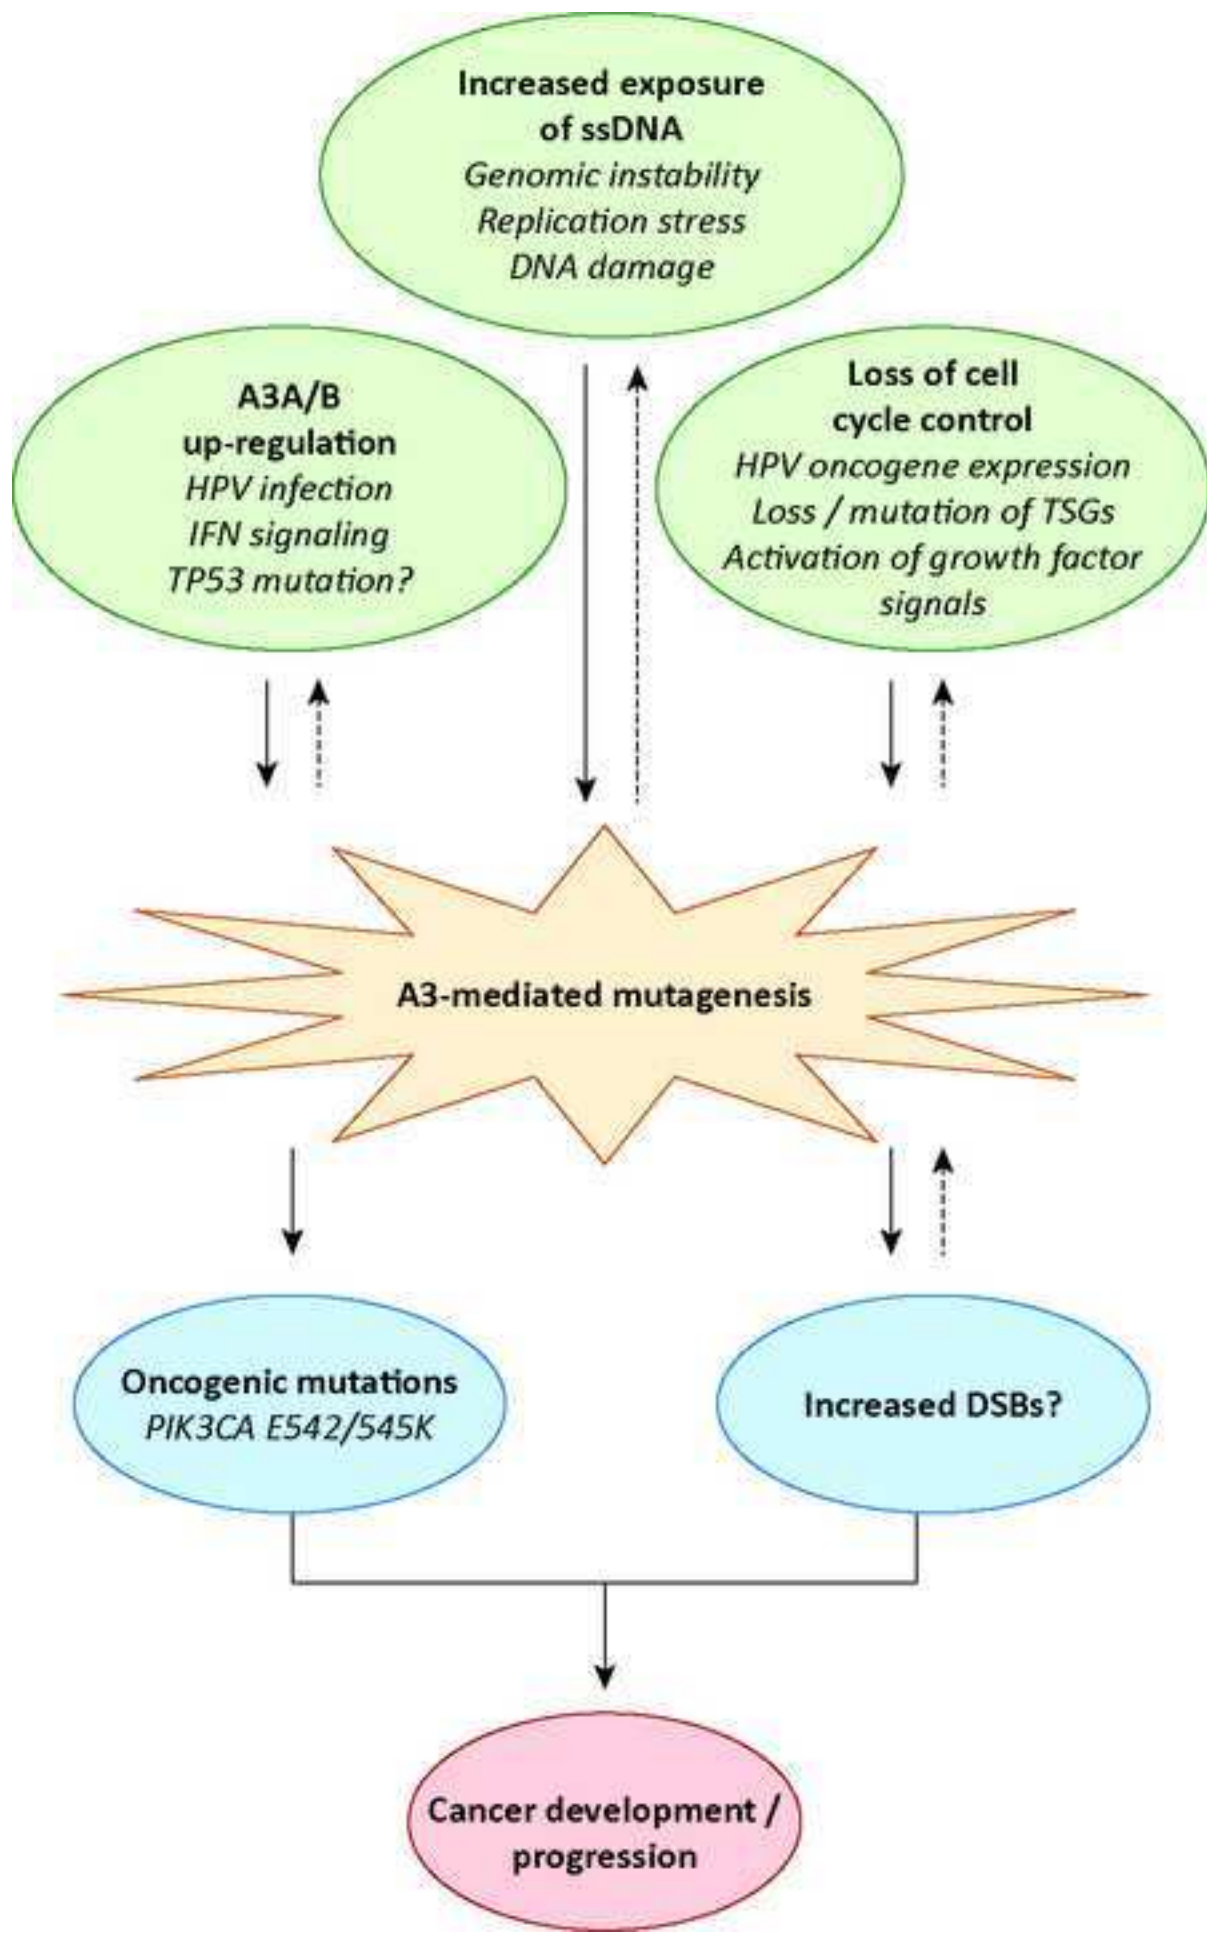 Increased exposure
of ssDNA
Genomic instability
Replication stress
DNA damage
A3A/B
up-regulation
HPV infection
IFN signaling
TP53 mutation?
Loss of cell
cycle control
HPV oncogene expression
Loss / mutation of TSGs
Activation of growth factor
signals
A3-mediated mutagenesis
Oncogenic mutations
PIK3CA E542/545K
Increased DSBs?
Cancer development /
progression